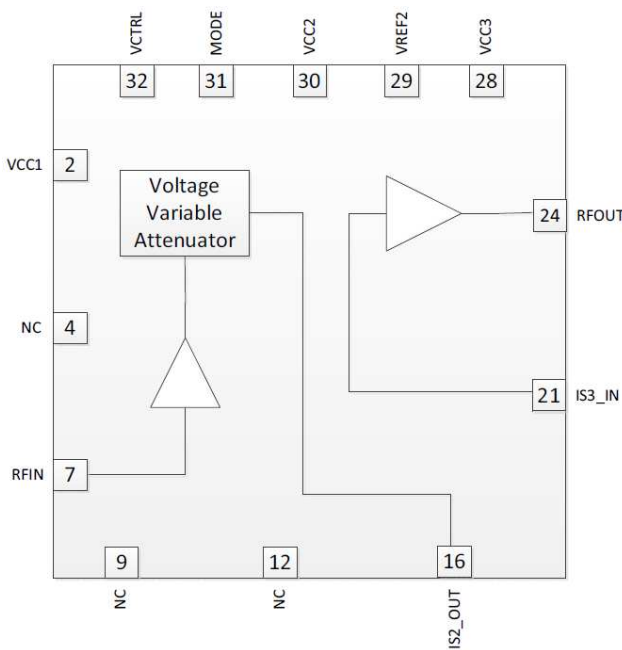 VCTRL
MODE
VCC2
VREF2
VCC3
32
31
30
29
28
VCC1
2
Voltage
Variable
Attenuator
24
RFOUT
NC
4
21
IS3_IN
RFIN
7
9
12
16
NC
NC
IS2_OUT